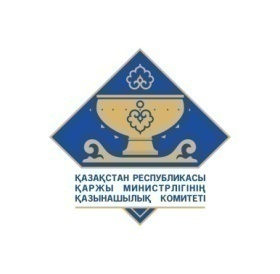 ҚАЗАҚСТАН РЕСПУБЛИКАСЫ
ҚАРЖЫ МИНИСТРЛІГІНІҢ
ҚАЗЫНАШЫЛЫҚ КОМИТЕТІ